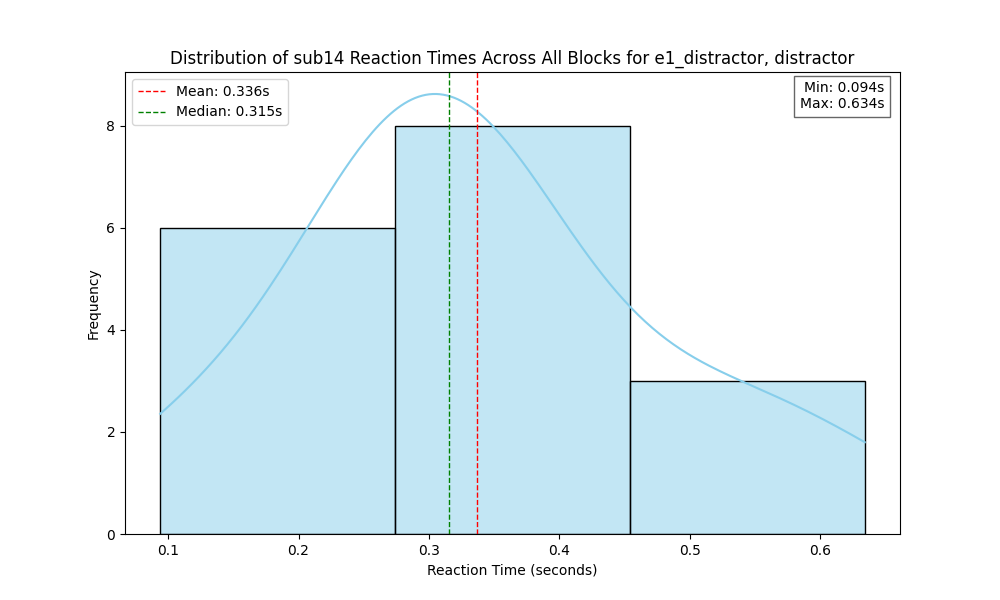 Distribution of sub14 Reaction Times Across All Blocks for e1_distractor, distractor
Mean: 0.336s
Median: 0.315s
Min: 0.094s
Max: 0.634s
Frequency
8
6
4
2
0
0.1 0.2 0.3 0.4 0.5 0.6
Reaction Time (seconds)